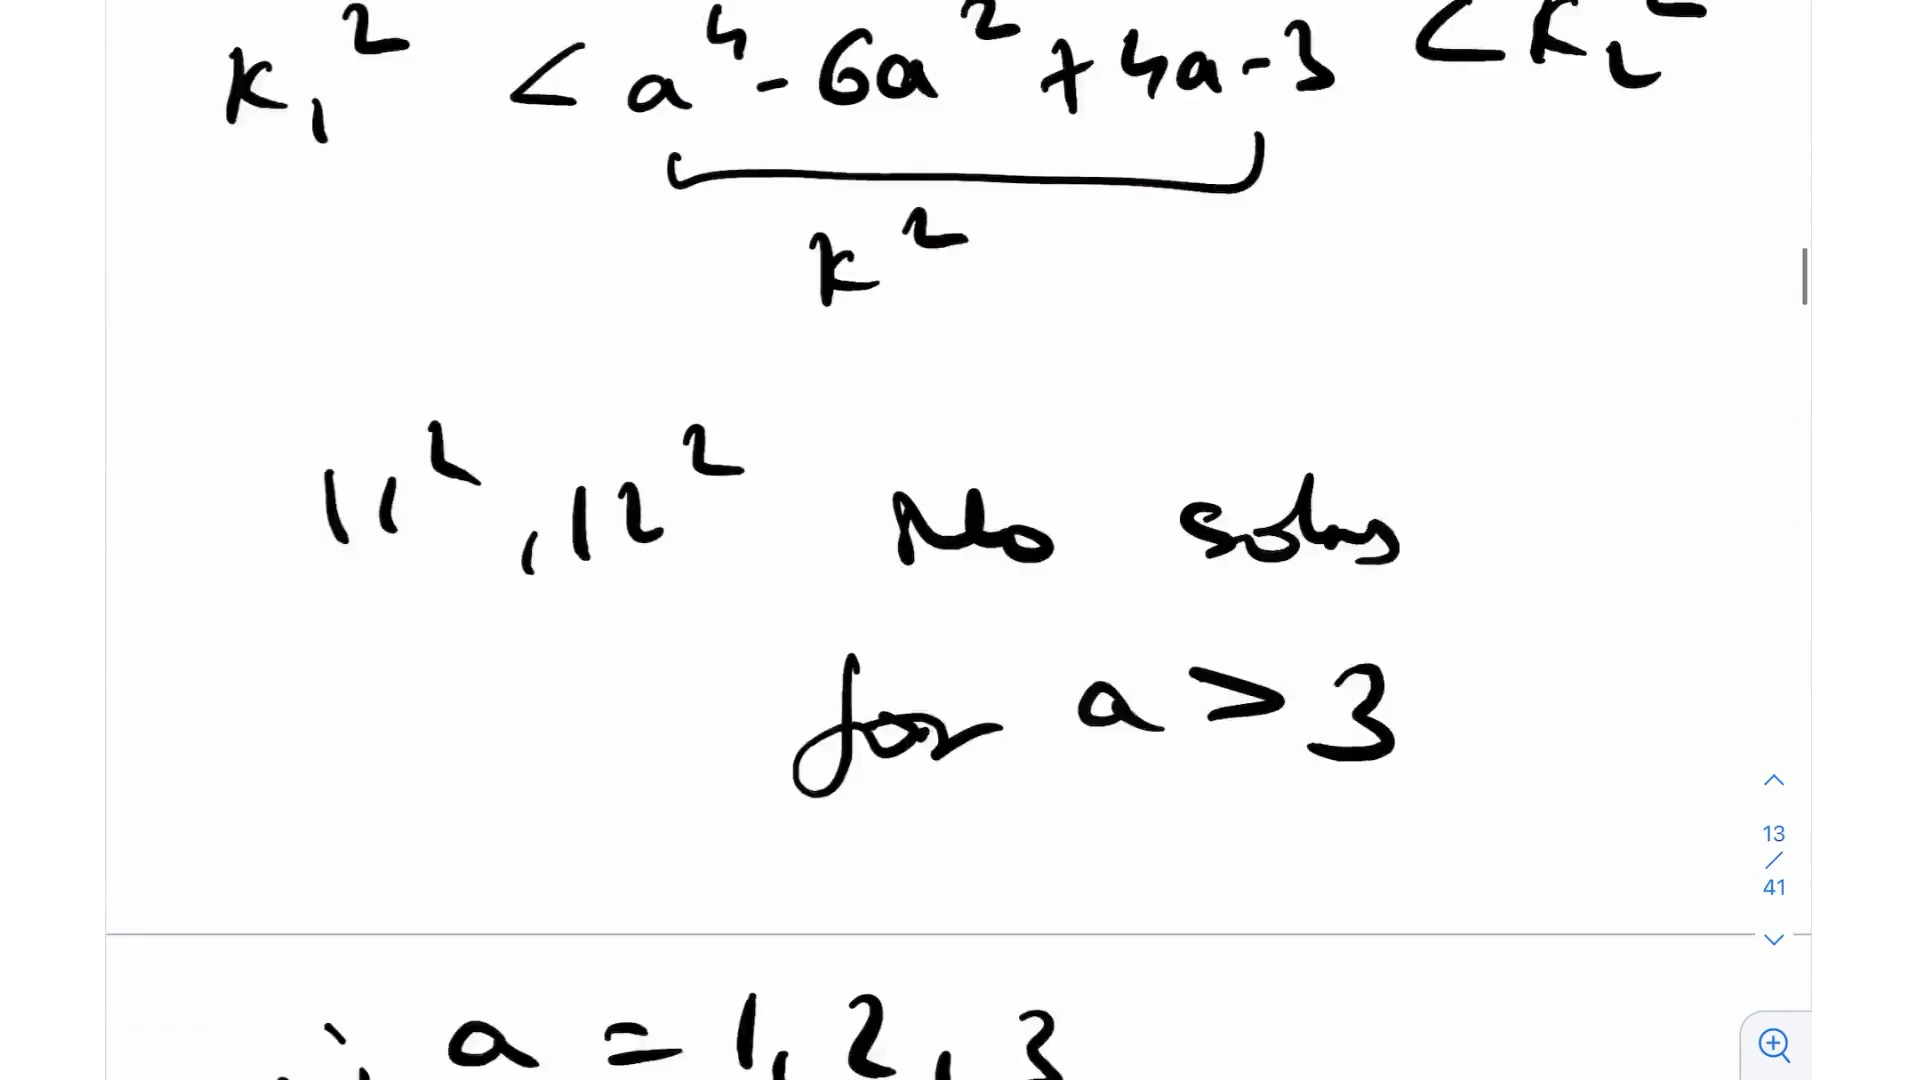 k₁² < a⁴ - 6a² + 4a - 3 < k₂²
k²
11², 12² No solns
for a > 3
13
/
41
∴ a = 1, 2, 3